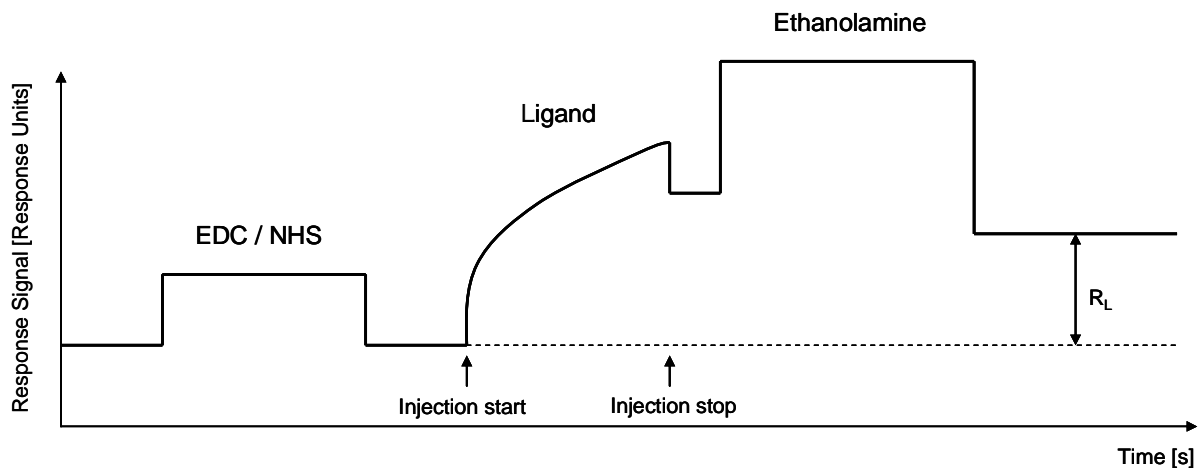 Ethanolamine
Ligand
EDC / NHS
Response Signal [Response Units]
R_L
Injection start
Injection stop
Time [s]